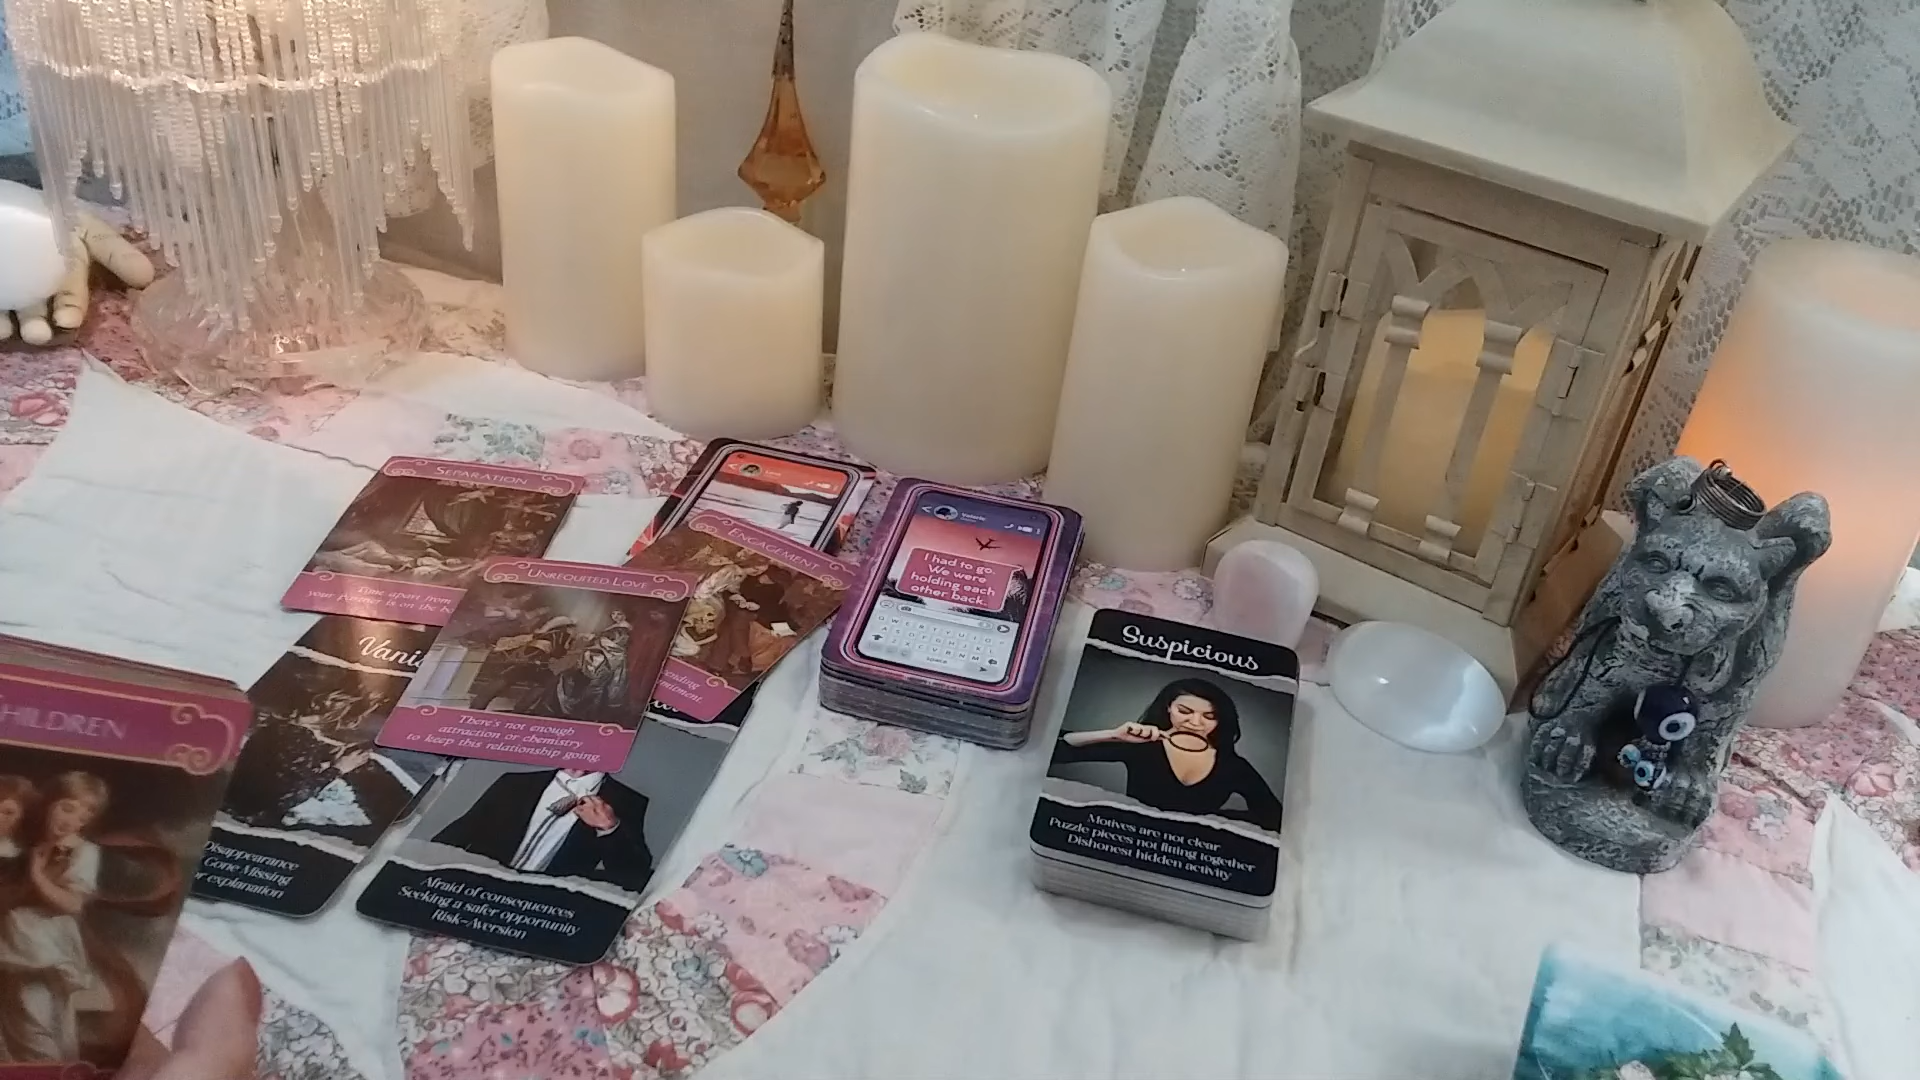 SEPARATION
Time apart from
your partner is on the
UNREQUITED LOVE
There's not enough
attraction or chemistry
to keep this relationship going.
ENGAGEMENT
I had to go.
We were
holding each
other back.
space
Suspicious
Motives are not clear
Puzzle pieces not fitting together
Dishonest hidden activity
HILDREN
Vanis
Disappearance
Gone Missing
r explanation
Afraid of consequences
Seeking a safer opportunity
Risk-Aversion